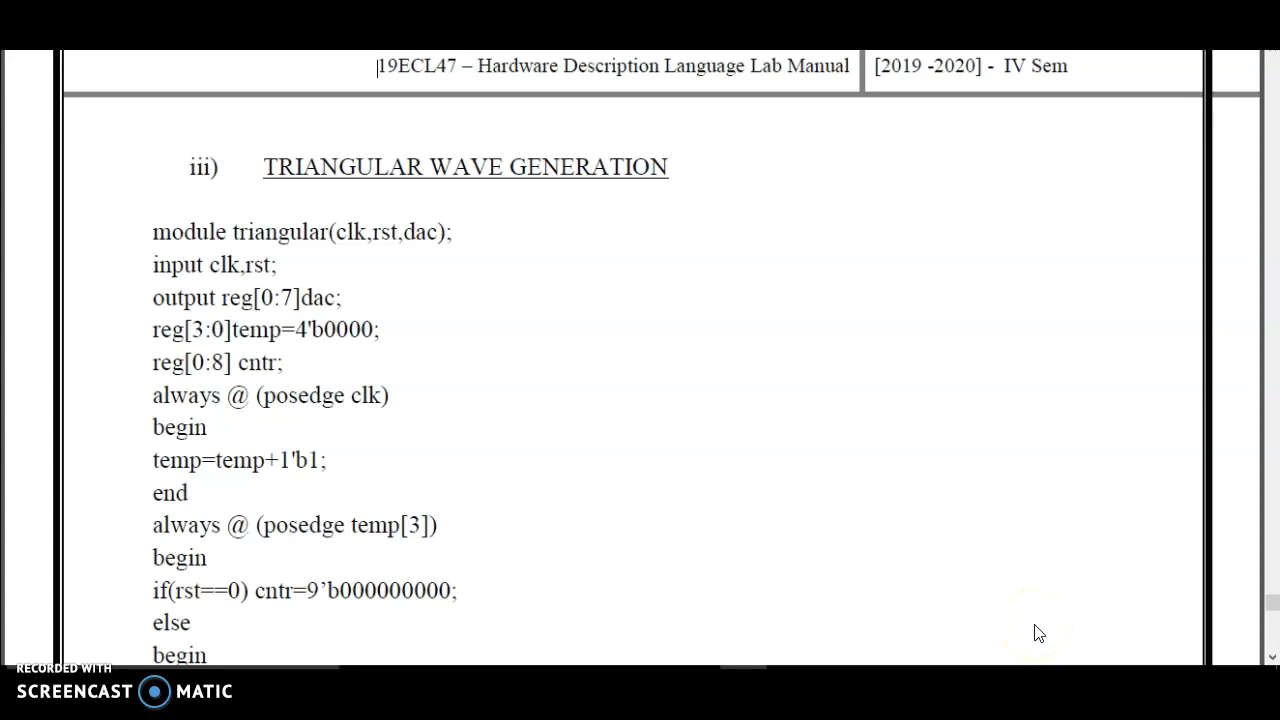 19ECL47 – Hardware Description Language Lab Manual [2019 -2020] - IV Sem
iii) TRIANGULAR WAVE GENERATION
module triangular(clk,rst,dac);
input clk,rst;
output reg[0:7]dac;
reg[3:0]temp=4'b0000;
reg[0:8] cntr;
always @ (posedge clk)
begin
temp=temp+1'b1;
end
always @ (posedge temp[3])
begin
if(rst==0) cntr=9’b000000000;
else
begin
RECORDED WITH
SCREENCAST MATIC